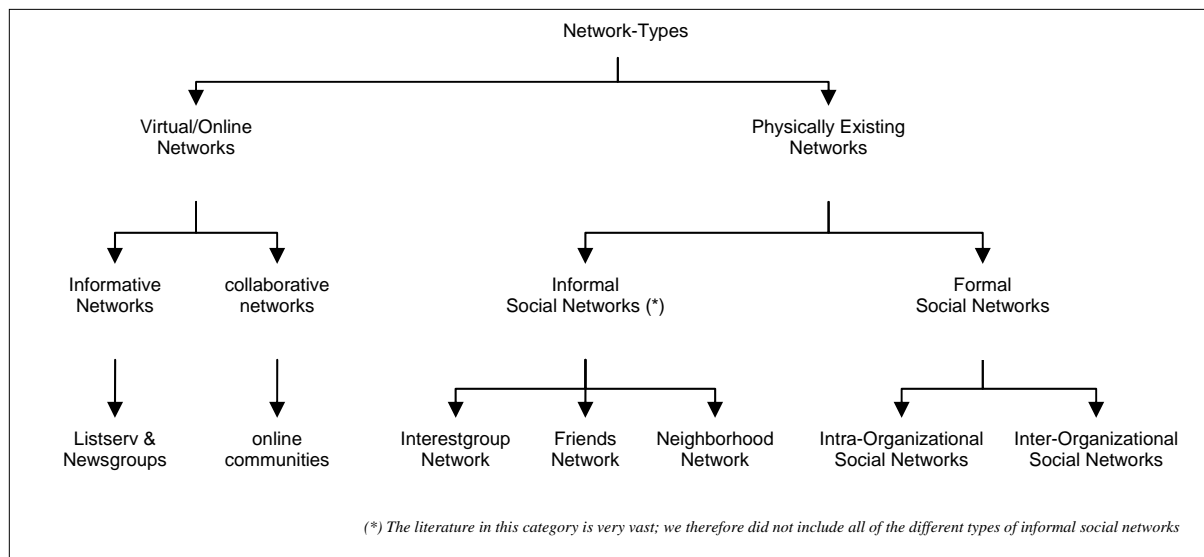 Network-Types
Virtual/Online
Networks
Physically Existing
Networks
Informative
Networks
collaborative
networks
Informal
Social Networks (*)
Formal
Social Networks
Listserv &
Newsgroups
online
communities
Interestgroup
Network
Friends
Network
Neighborhood
Network
Intra-Organizational
Social Networks
Inter-Organizational
Social Networks
(*) The literature in this category is very vast; we therefore did not include all of the different types of informal social networks